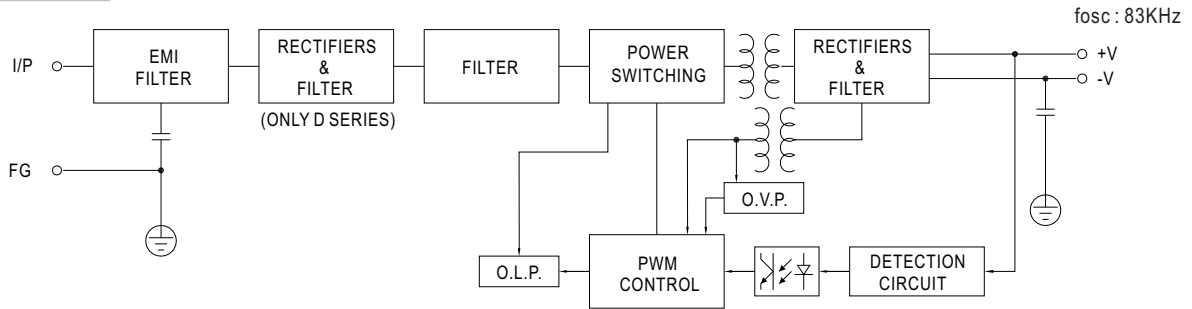 fosc : 83KHz
I/P
EMI
FILTER
RECTIFIERS
&
FILTER
(ONLY D SERIES)
FILTER
POWER
SWITCHING
RECTIFIERS
&
FILTER
+V
-V
FG
O.V.P.
O.L.P.
PWM
CONTROL
DETECTION
CIRCUIT